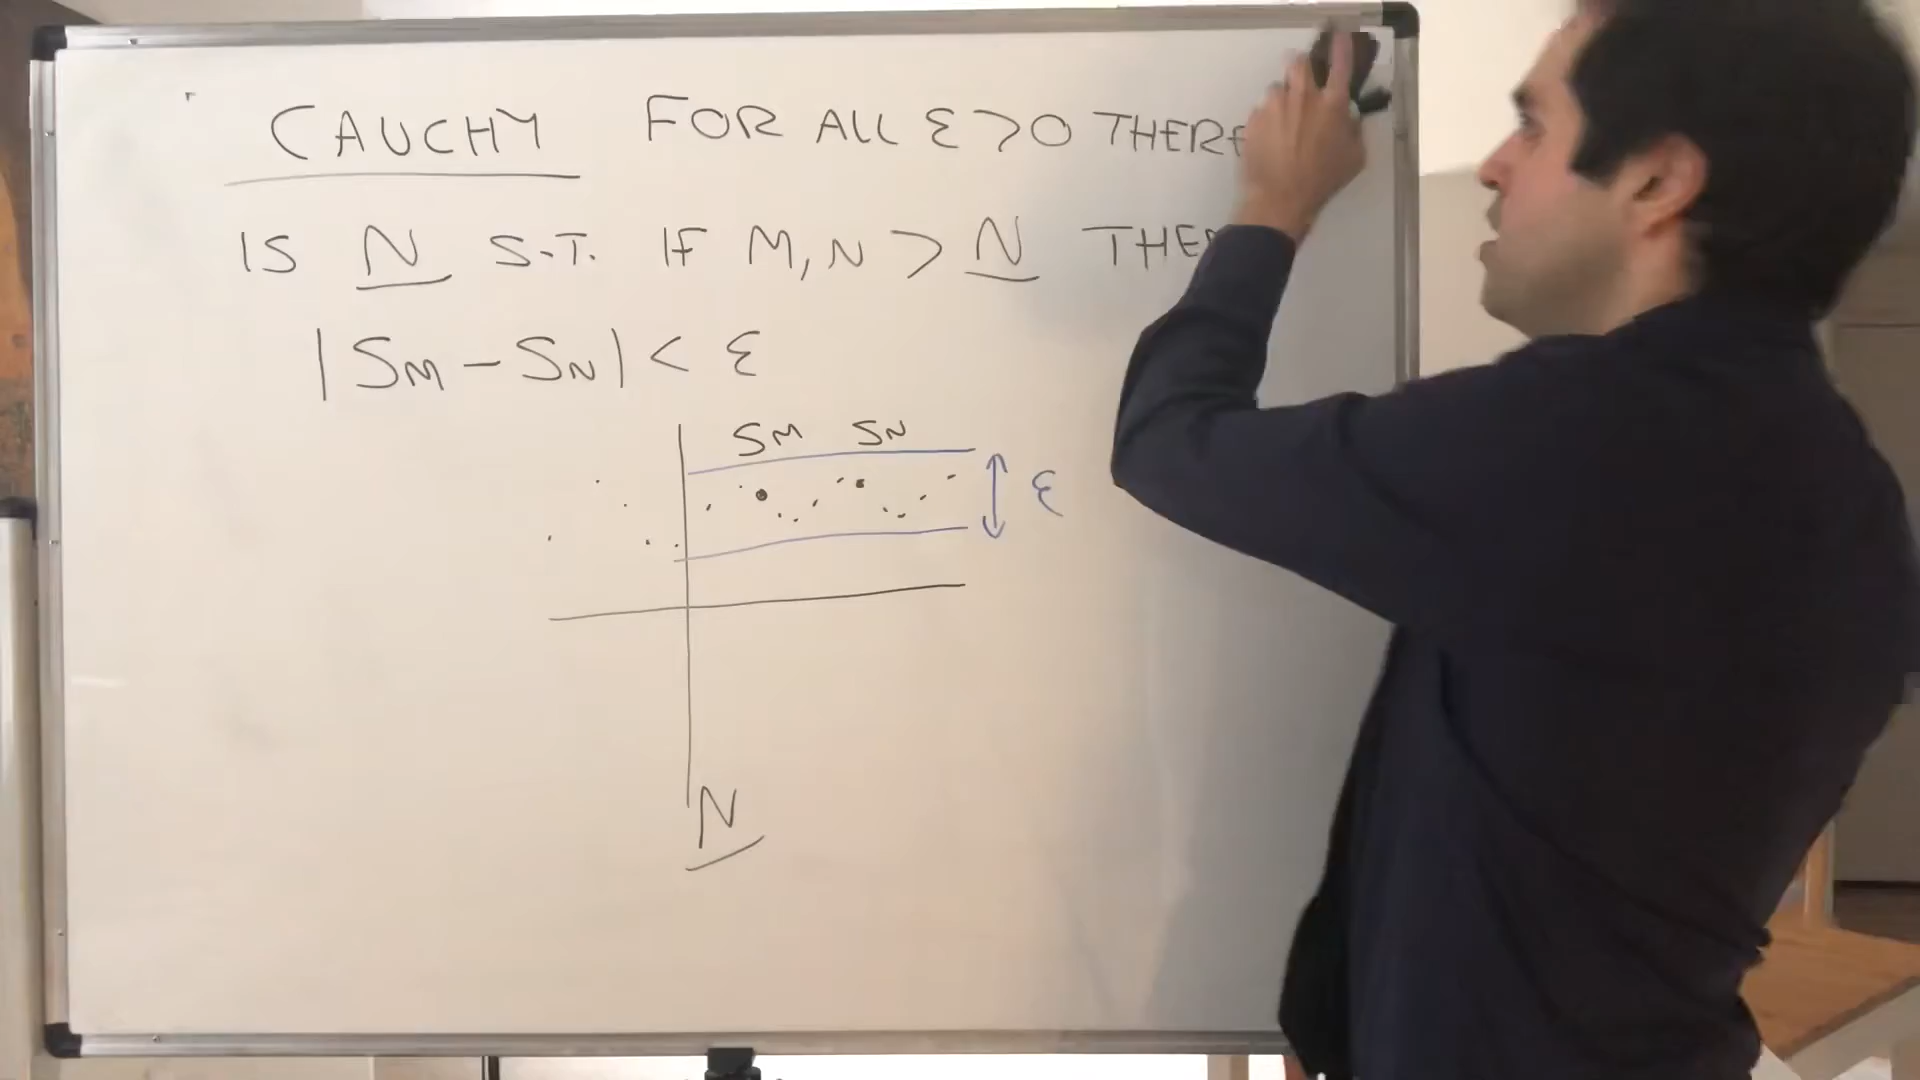 CAUCHY FOR ALL ε>0 THERE
IS N S.T. IF M,N > N THEN
|SM - SN| < ε
SM SN
ε
N